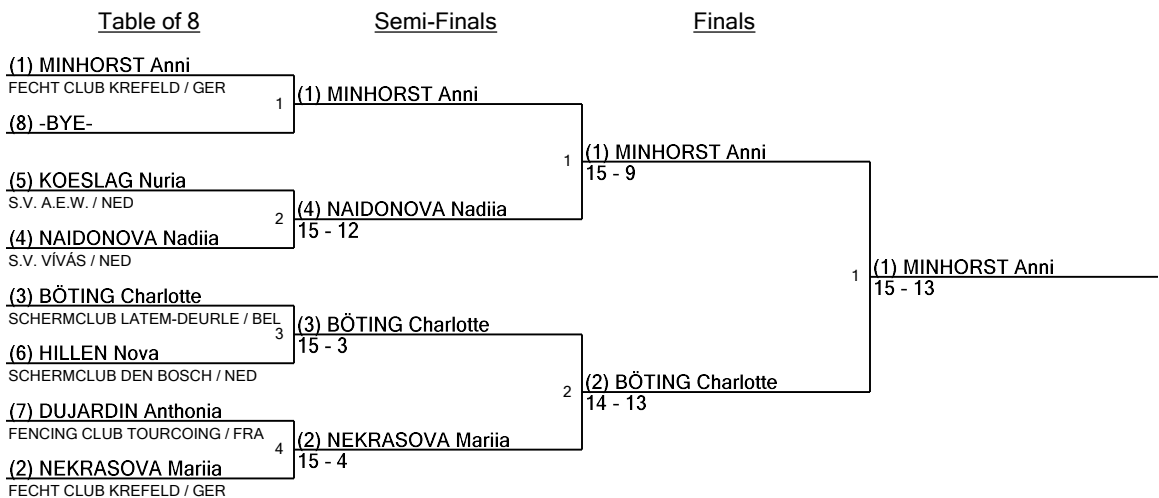 Table of 8
Semi-Finals
Finals
(1) MINHORST Anni
FECHT CLUB KREFELD / GER
1
(8) -BYE-
(5) KOESLAG Nuria
S.V. A.E.W. / NED
2
(4) NAIDONOVA Nadiia
S.V. VÍVÁS / NED
(3) BÖTING Charlotte
SCHERMCLUB LATEM-DEURLE / BEL
3
(6) HILLEN Nova
SCHERMCLUB DEN BOSCH / NED
(7) DUJARDIN Anthonia
FENCING CLUB TOURCOING / FRA
4
(2) NEKRASOVA Mariia
FECHT CLUB KREFELD / GER
(1) MINHORST Anni
1
(4) NAIDONOVA Nadiia
15 - 12
(3) BÖTING Charlotte
15 - 3
2
(2) NEKRASOVA Mariia
15 - 4
(1) MINHORST Anni
15 - 9
1
(2) BÖTING Charlotte
14 - 13
(1) MINHORST Anni
15 - 13